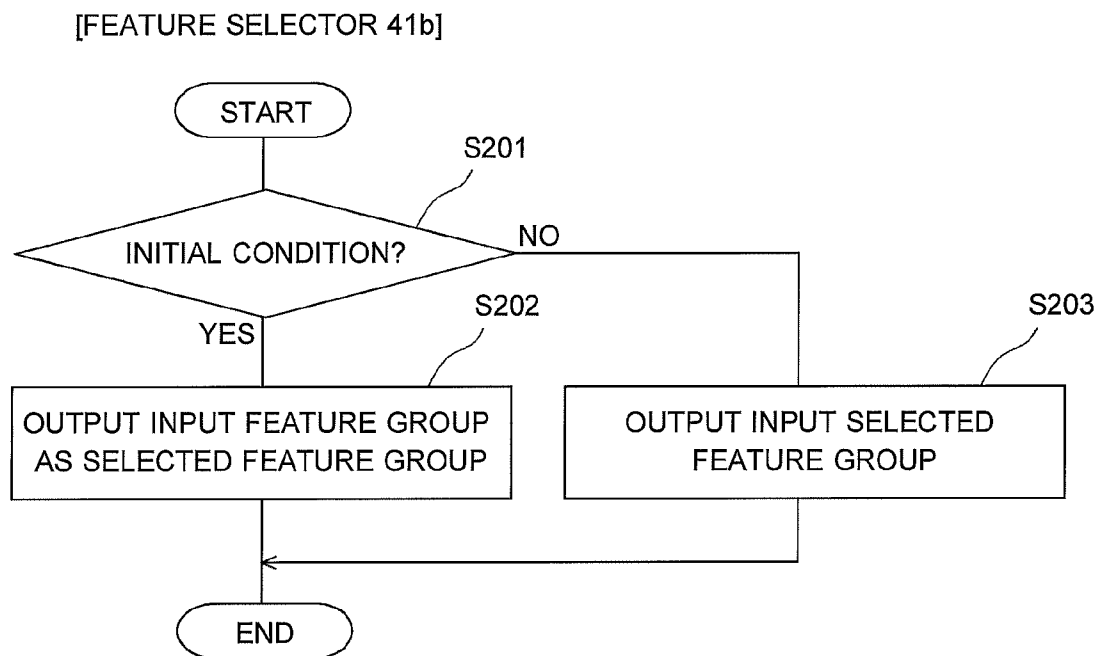 [FEATURE SELECTOR 41b]
START
S201
INITIAL CONDITION?
NO
YES
S202
S203
OUTPUT INPUT FEATURE GROUP
AS SELECTED FEATURE GROUP
OUTPUT INPUT SELECTED
FEATURE GROUP
END